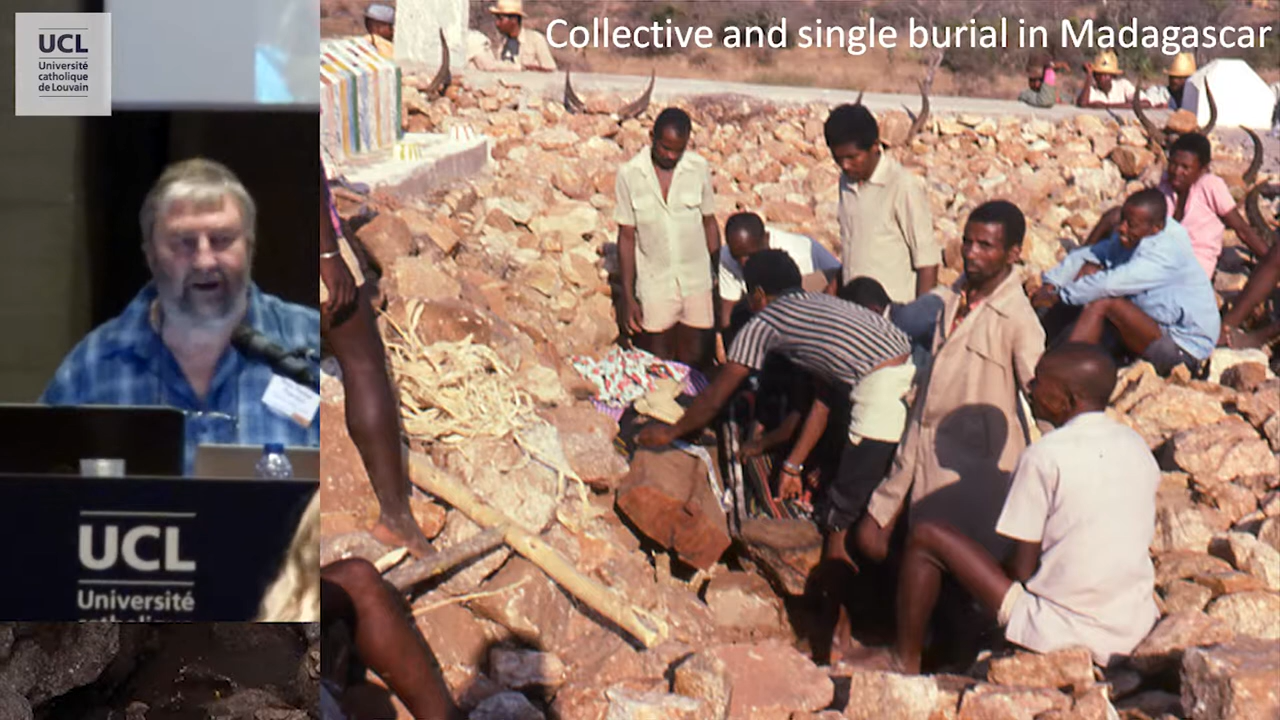 UCL
Université
catholique
de Louvain
Collective and single burial in Madagascar
UCL
Université